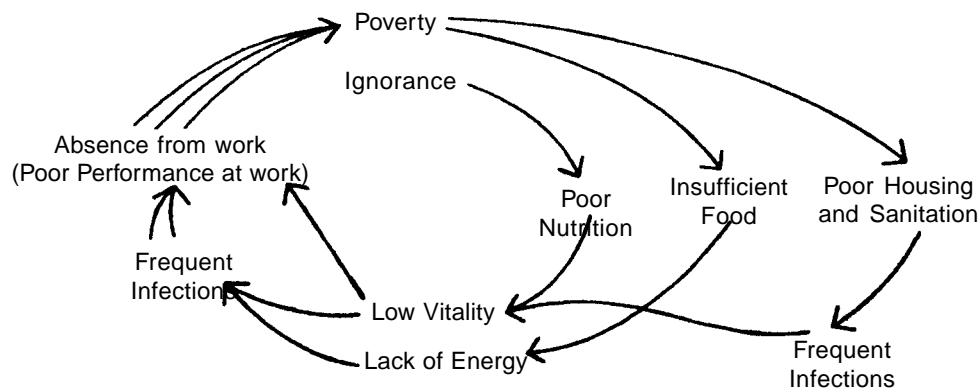 Poverty
Ignorance
Absence from work
(Poor Performance at work)
Poor
Nutrition
Insufficient
Food
Poor Housing
and Sanitation
Frequent
Infections
Low Vitality
Lack of Energy
Frequent
Infections